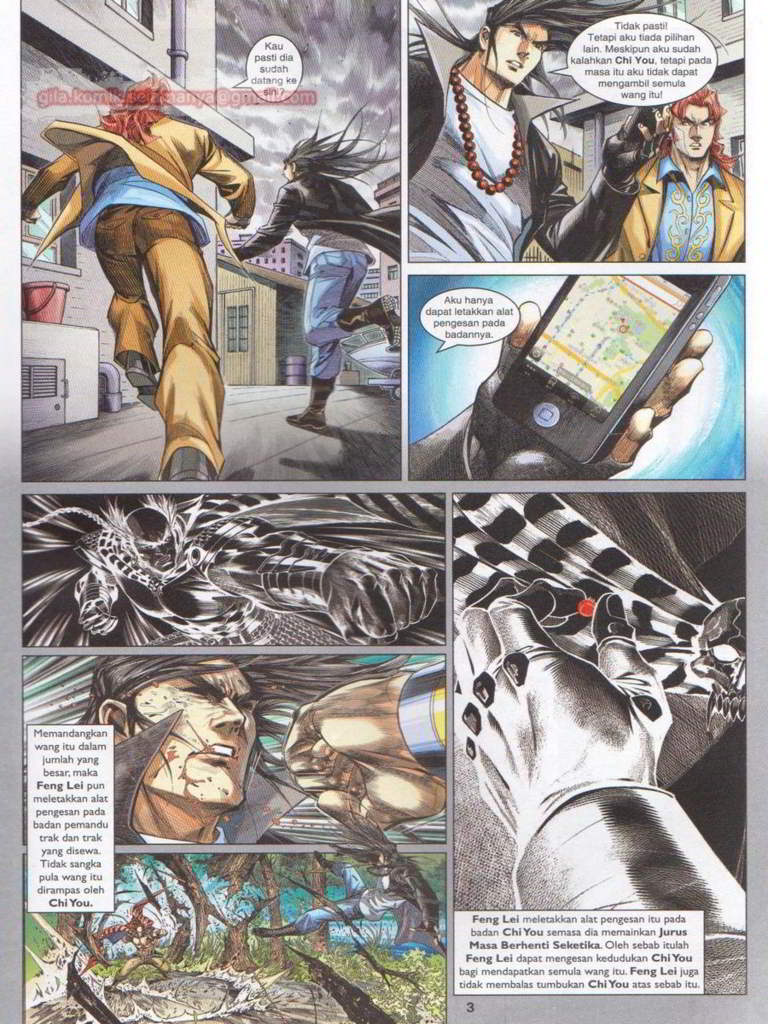 Kau
pasti dia
sudah
datang ke
sini?
gila.komik
anya@gmail.com
Tidak pasti!
Tetapi aku tiada pilihan
lain. Meskipun aku sudah
kalahkan Chi You, tetapi pada
masa itu aku tidak dapat
mengambil semula
wang itu!
Aku hanya
dapat letakkan alat
pengesan pada
badannya.
Memandangkan
wang itu dalam
jumlah yang
besar, maka
Feng Lei pun
meletakkan alat
pengesan pada
badan pemandu
trak dan trak
yang disewa.
Tidak sangka
pula wang itu
dirampas oleh
Chi You.
Feng Lei meletakkan alat pengesan itu pada
badan Chi You semasa dia memainkan Jurus
Masa Berhenti Seketika. Oleh sebab itulah
Feng Lei dapat mengesan kedudukan Chi You
bagi mendapatkan semula wang itu. Feng Lei juga
tidak membalas tumbukan Chi You atas sebab itu.
3